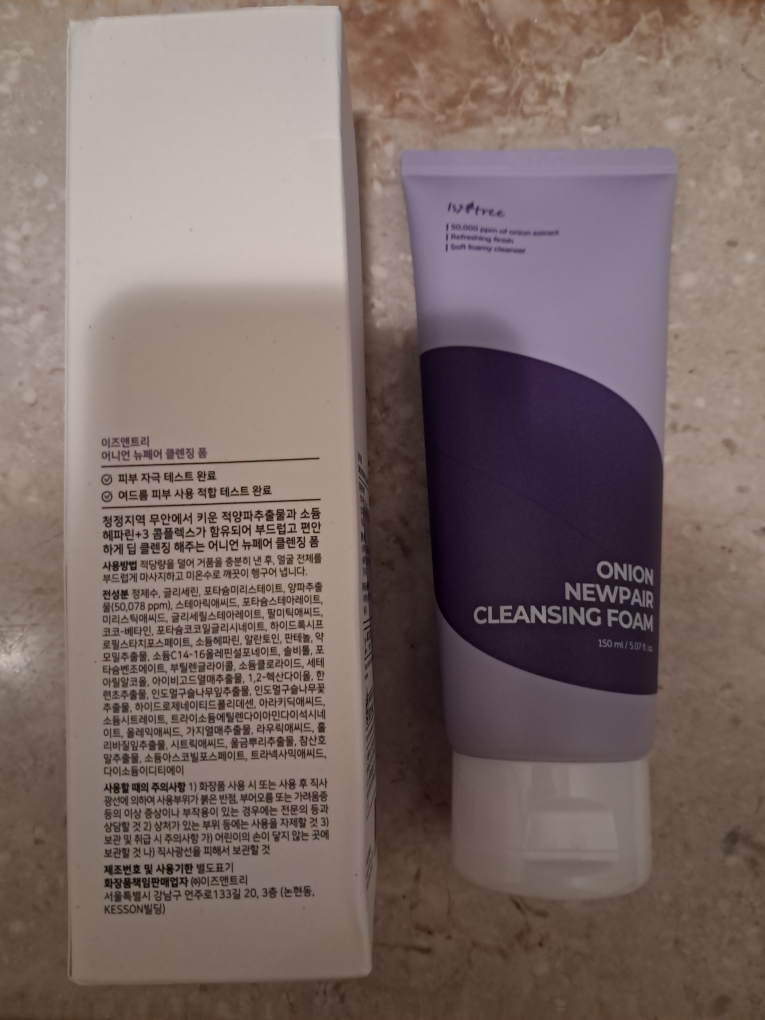 이즈앤트리
어니언 뉴페어 클렌징 폼
피부 자극 테스트 완료
여드름 피부 사용 적합 테스트 완료
청정지역 무안에서 키운 적양파추출물과 소듐
헤파린+3 콤플렉스가 함유되어 부드럽고 편안
하게 딥 클렌징 해주는 어니언 뉴페어 클렌징 폼
사용방법 적당량을 덜어 거품을 충분히 낸 후, 얼굴 전체를
부드럽게 마사지하고 미온수로 깨끗이 헹구어 냅니다.
전성분 정제수, 글리세린, 포타슘미리스테이트, 양파추출
물(50,078 ppm), 스테아릭애씨드, 포타슘스테아레이트,
미리스틱애씨드, 글리세릴스테아레이트, 팔미틱애씨드,
코코-베타인, 포타슘코코일글리시네이트, 하이드록시프
로필스타치포스페이트, 소듐헤파린, 알란토인, 판테놀, 약
모밀추출물, 소듐C14-16올레핀설포네이트, 솔비톨, 포
타슘벤조에이트, 부틸렌글라이콜, 소듐클로라이드, 세테
아릴알코올, 아이비고드열매추출물, 1,2-헥산다이올, 한
련초추출물, 인도멀구슬나무잎추출물, 인도멀구슬나무꽃
추출물, 하이드로제네이티드폴리데센, 아라키딕애씨드,
소듐시트레이트, 트라이소듐에틸렌다이아민다이석시네
이트, 올레익애씨드, 가지열매추출물, 라우릭애씨드, 홀
리바질잎추출물, 시트릭애씨드, 울금뿌리추출물, 참산호
말추출물, 소듐아스코빌포스페이트, 트라넥사믹애씨드,
다이소듐이디티에이
사용할 때의 주의사항 1) 화장품 사용 시 또는 사용 후 직사
광선에 의하여 사용부위가 붉은 반점, 부어오름 또는 가려움증
등의 이상 증상이나 부작용이 있는 경우에는 전문의 등과
상담할 것 2) 상처가 있는 부위 등에는 사용을 자제할 것 3)
보관 및 취급 시 주의사항 가) 어린이의 손이 닿지 않는 곳에
보관할 것 나) 직사광선을 피해서 보관할 것
제조번호 및 사용기한 별도표기
화장품책임판매업자 ㈜이즈앤트리
서울특별시 강남구 언주로133길 20, 3층 (논현동,
KESSON빌딩)
Isntree
50,000 ppm of onion extract
Refreshing finish
Soft foamy cleanser
ONION
NEWPAIR
CLEANSING FOAM
150 ml / 5.07 fl. oz